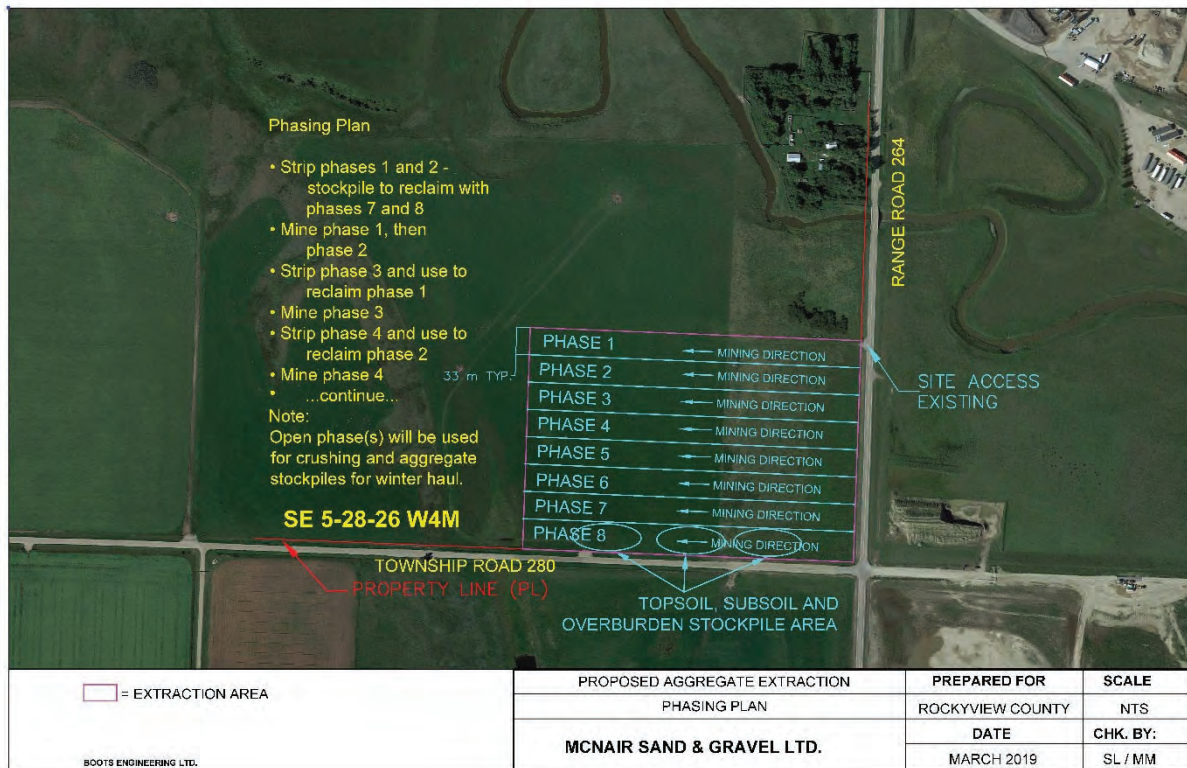 Phasing Plan
• Strip phases 1 and 2 -
stockpile to reclaim with
phases 7 and 8
• Mine phase 1, then
phase 2
• Strip phase 3 and use to
reclaim phase 1
• Mine phase 3
• Strip phase 4 and use to
reclaim phase 2
• Mine phase 4
• ...continue...
Note:
Open phase(s) will be used
for crushing and aggregate
stockpiles for winter haul.
SE 5-28-26 W4M
33 m TYP.
PHASE 1 MINING DIRECTION
PHASE 2 MINING DIRECTION
PHASE 3 MINING DIRECTION
PHASE 4 MINING DIRECTION
PHASE 5 MINING DIRECTION
PHASE 6 MINING DIRECTION
PHASE 7 MINING DIRECTION
PHASE 8 MINING DIRECTION
RANGE ROAD 264
SITE ACCESS
EXISTING
TOWNSHIP ROAD 280
PROPERTY LINE (PL)
TOPSOIL, SUBSOIL AND
OVERBURDEN STOCKPILE AREA
= EXTRACTION AREA
BOOTS ENGINEERING LTD.
PROPOSED AGGREGATE EXTRACTION
PHASING PLAN
MCNAIR SAND & GRAVEL LTD.
PREPARED FOR
ROCKYVIEW COUNTY
DATE
MARCH 2019
SCALE
NTS
CHK. BY:
SL / MM